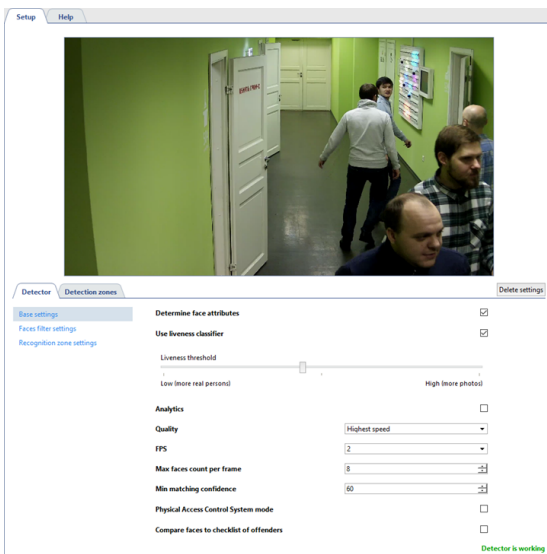 Setup
Help
Detector
Detection zones
Delete settings
Base settings
Faces filter settings
Recognition zone settings
Determine face attributes
Use liveness classifier
Liveness threshold
Low (more real persons)
High (more photos)
Analytics
Quality
Highest speed
FPS
2
Max faces count per frame
8
Min matching confidence
60
Physical Access Control System mode
Compare faces to checklist of offenders
Detector is working